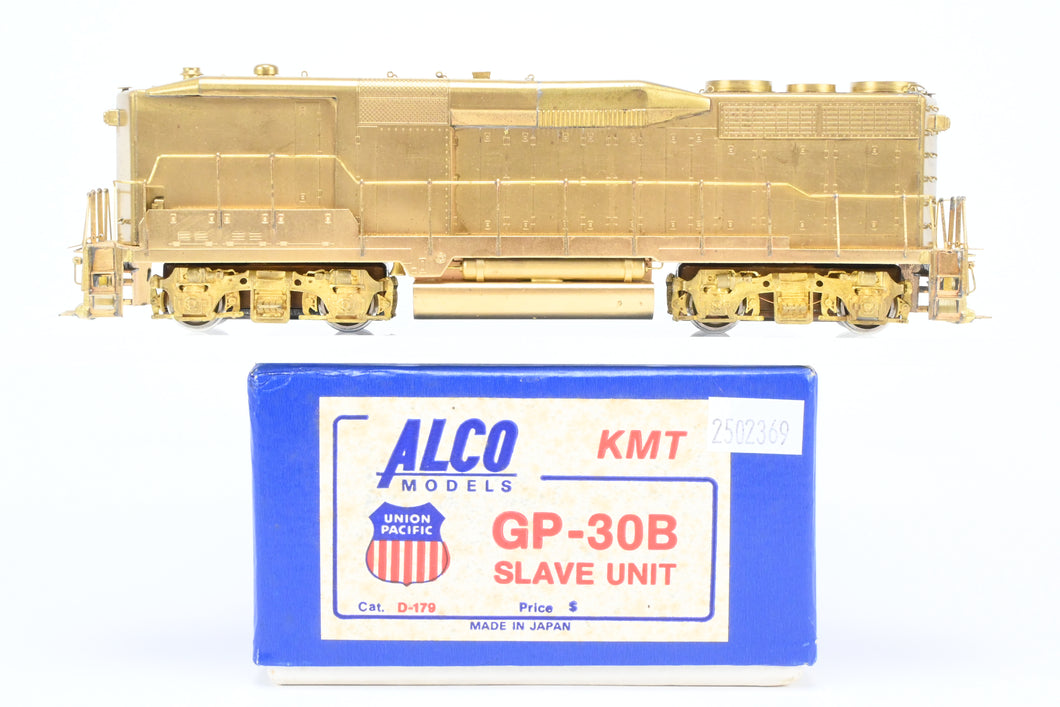 ALCO
MODELS
KMT
2502369
UNION
PACIFIC
GP-30B
SLAVE UNIT
Cat. D-179 Price $
MADE IN JAPAN